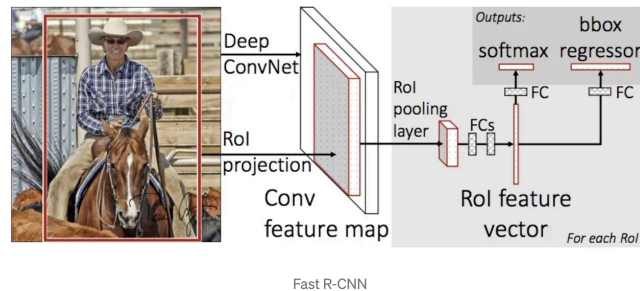 Outputs:
softmax
bbox
regressor
Deep
ConvNet
RoI
projection
Conv
feature map
RoI
pooling
layer
FCs
FC
FC
RoI feature
vector
For each RoI
Fast R-CNN